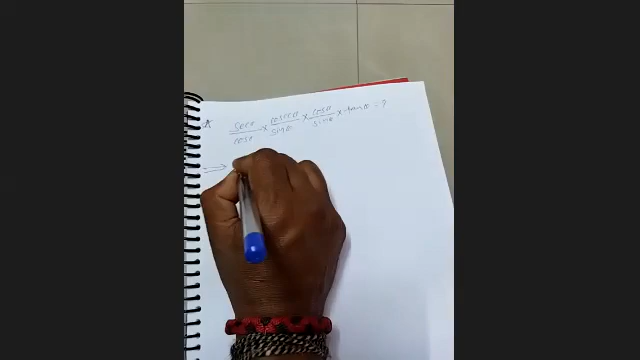 secθ/cosθ × cosecθ/sinθ × cosθ/sinθ × tanθ = ?
⇒